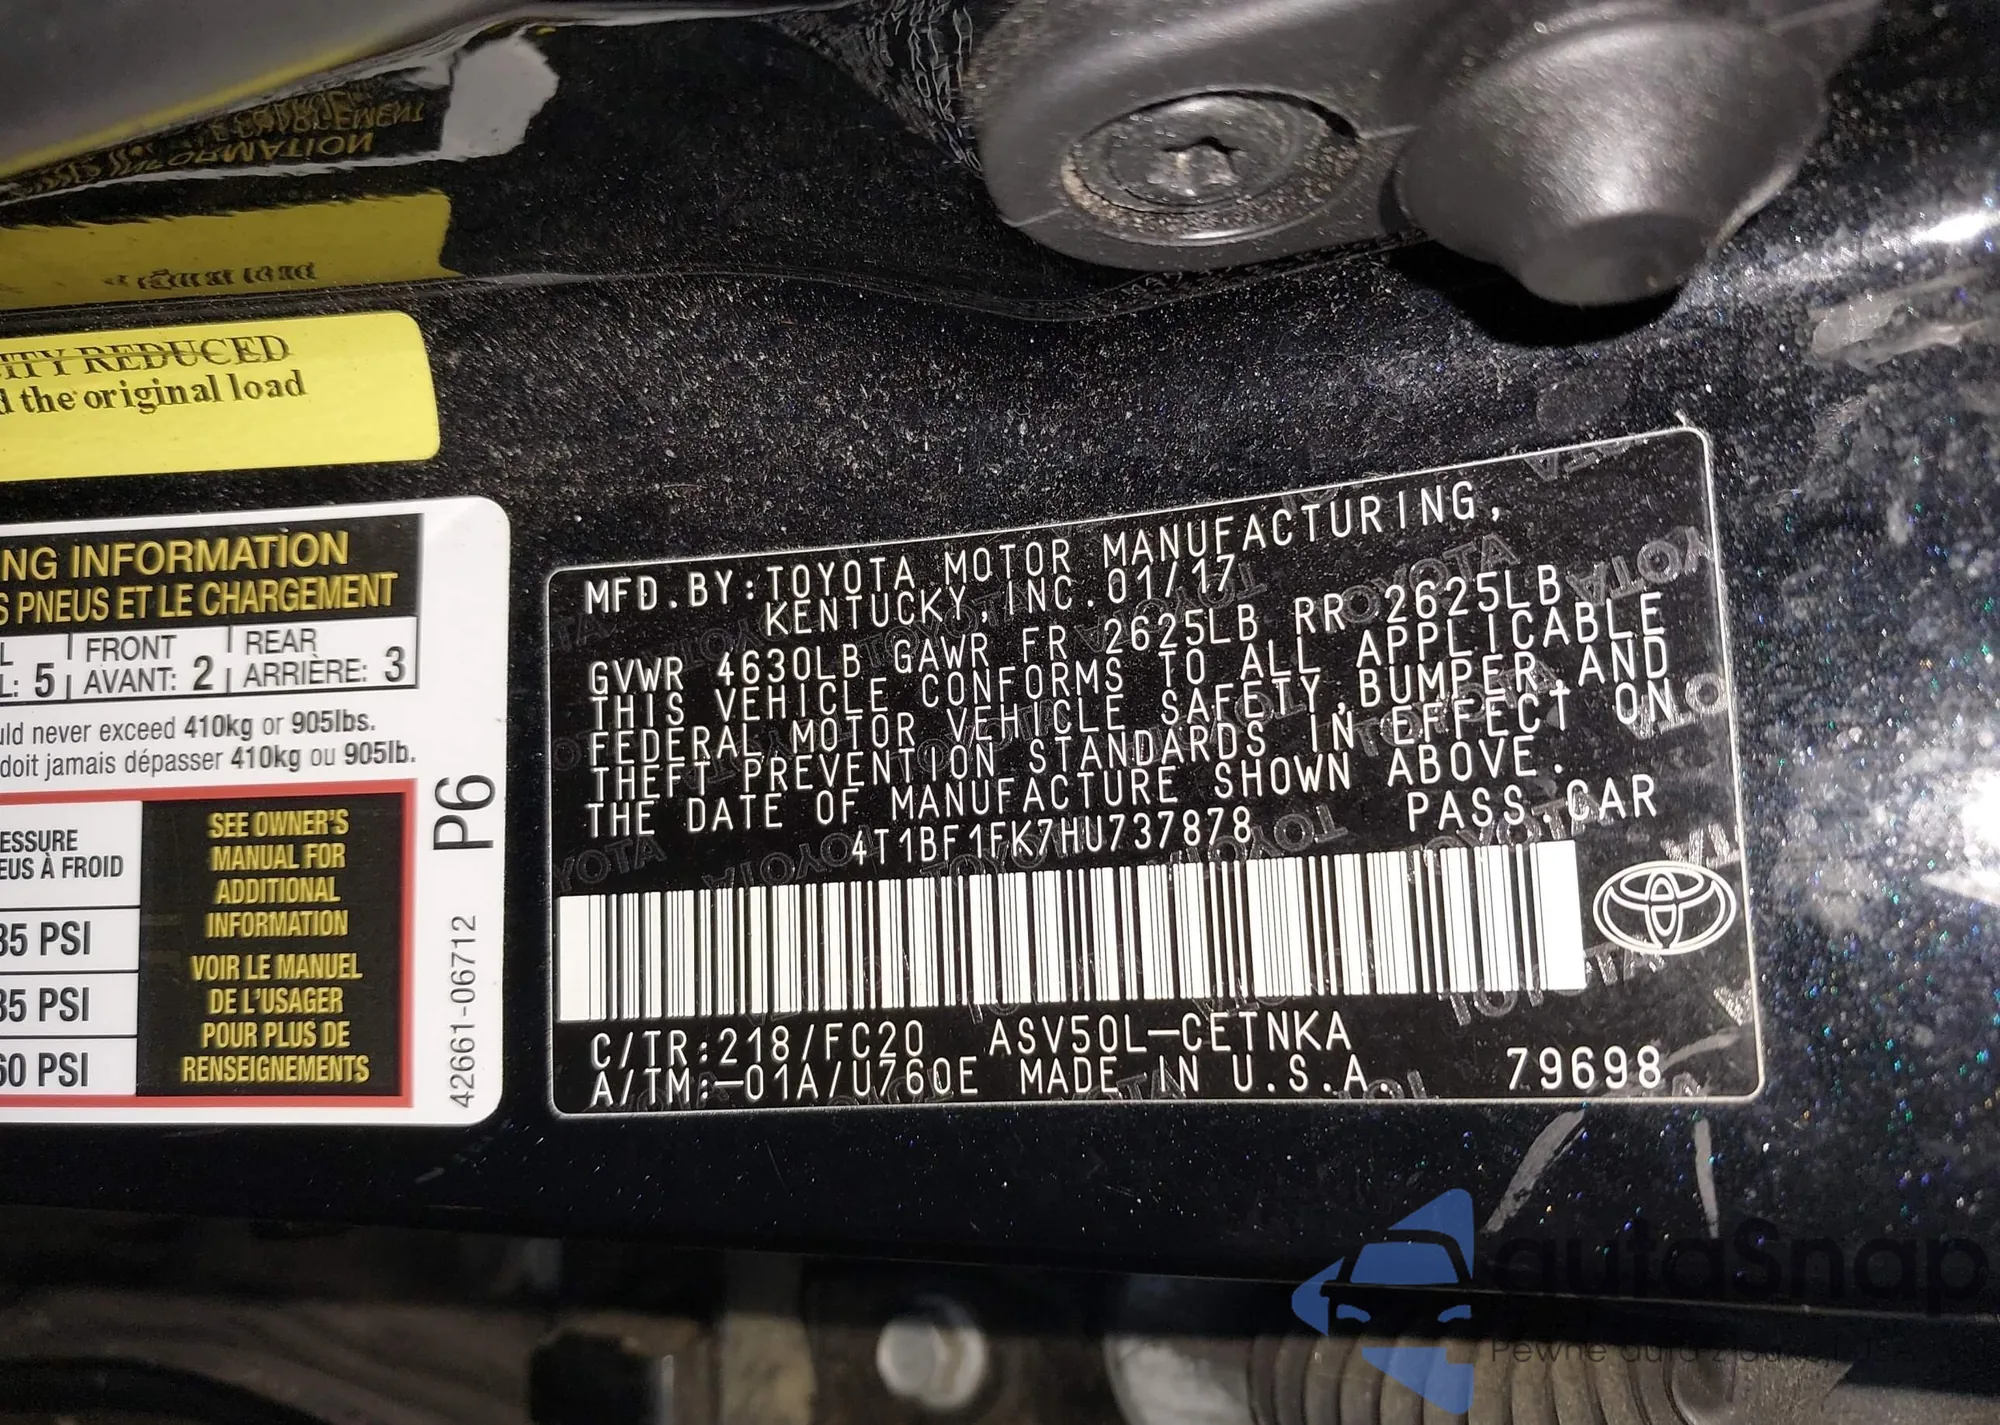 ITY REDUCED
d the original load
NG INFORMATION
S PNEUS ET LE CHARGEMENT
L FRONT REAR
L: 5 AVANT: 2 ARRIÈRE: 3
uld never exceed 410kg or 905lbs.
doit jamais dépasser 410kg ou 905lb.
ESSURE
EUS À FROID
35 PSI
35 PSI
60 PSI
SEE OWNER'S
MANUAL FOR
ADDITIONAL
INFORMATION
VOIR LE MANUEL
DE L'USAGER
POUR PLUS DE
RENSEIGNEMENTS
P6
42661-06712
MFD.BY:TOYOTA MOTOR MANUFACTURING,
KENTUCKY,INC.01/17
GVWR 4630LB GAWR FR 2625LB RR 2625LB
THIS VEHICLE CONFORMS TO ALL APPLICABLE
FEDERAL MOTOR VEHICLE SAFETY,BUMPER,AND
THEFT PREVENTION STANDARDS IN EFFECT ON
THE DATE OF MANUFACTURE SHOWN ABOVE.
4T1BF1FK7HU737878 PASS.CAR
C/TR:218/FC20 ASV50L-CETNKA
A/TM:-01A/U760E MADE IN U.S.A. 79698
autaSnap
Pewne auta z